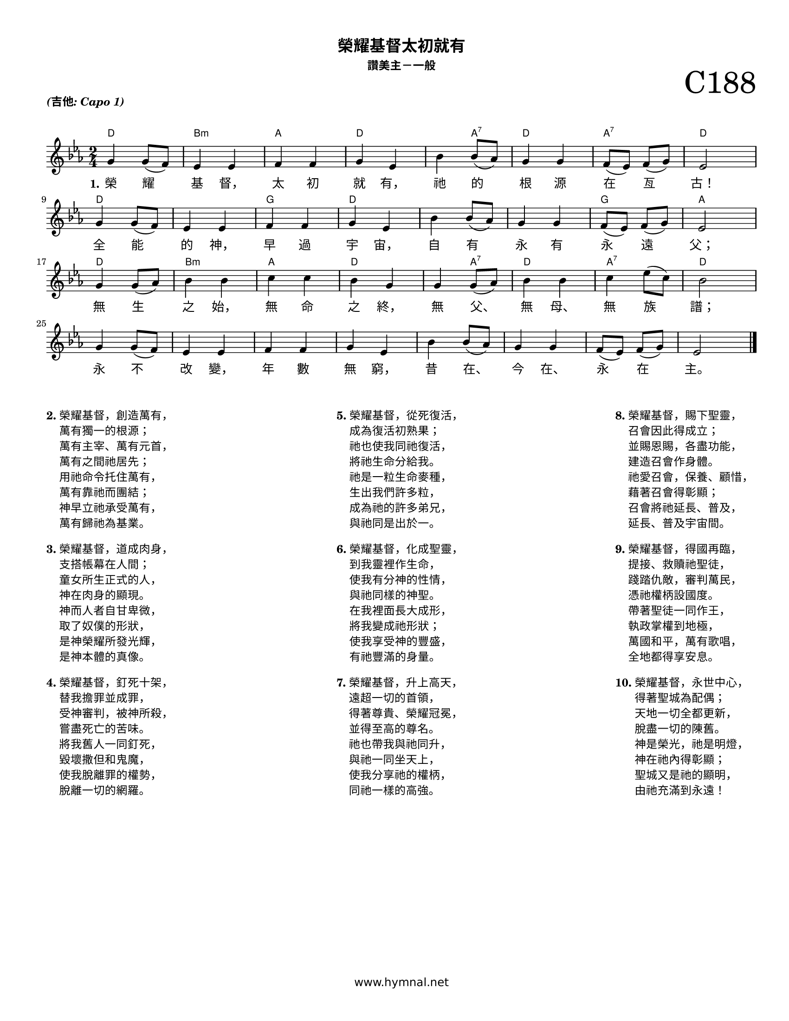 榮耀基督太初就有
讚美主－一般
C188
(吉他: Capo 1)
D Bm A D A7 D A7 D
1. 榮 耀 基 督， 太 初 就 有， 祂 的 根 源 在 亙 古！
9
D G D G A
全 能 的 神， 早 過 宇 宙， 自 有 永 有 永 遠 父；
17
D Bm A D A7 D A7 D
無 生 之 始， 無 命 之 終， 無 父、 無 母、 無 族 譜；
25
永 不 改 變， 年 數 無 窮， 昔 在、 今 在、 永 在 主。
2. 榮耀基督，創造萬有，
萬有獨一的根源；
萬有主宰、萬有元首，
萬有之間祂居先；
用祂命令托住萬有，
萬有靠祂而團結；
神早立祂承受萬有，
萬有歸祂為基業。
3. 榮耀基督，道成肉身，
支搭帳幕在人間；
童女所生正式的人，
神在肉身的顯現。
神而人者自甘卑微，
取了奴僕的形狀，
是神榮耀所發光輝，
是神本體的真像。
4. 榮耀基督，釘死十架，
替我擔罪並成罪，
受神審判，被神所殺，
嘗盡死亡的苦味。
將我舊人一同釘死，
毀壞撒但和鬼魔，
使我脫離罪的權勢，
脫離一切的網羅。
5. 榮耀基督，從死復活，
成為復活初熟果；
祂也使我同祂復活，
將祂生命分給我。
祂是一粒生命麥種，
生出我們許多粒，
成為祂的許多弟兄，
與祂同是出於一。
6. 榮耀基督，化成聖靈，
到我靈裡作生命，
使我有分神的性情，
與祂同樣的神聖。
在我裡面長大成形，
將我變成祂形狀；
使我享受神的豐盛，
有祂豐滿的身量。
7. 榮耀基督，升上高天，
遠超一切的首領，
得著尊貴、榮耀冠冕，
並得至高的尊名。
祂也帶我與祂同升，
與祂一同坐天上，
使我分享祂的權柄，
同祂一樣的高強。
8. 榮耀基督，賜下聖靈，
召會因此得成立；
並賜恩賜，各盡功能，
建造召會作身體。
祂愛召會，保養、顧惜，
藉著召會得彰顯；
召會將祂延長、普及，
延長、普及宇宙間。
9. 榮耀基督，得國再臨，
提接、救贖祂聖徒，
踐踏仇敵，審判萬民，
憑祂權柄設國度。
帶著聖徒一同作王，
執政掌權到地極，
萬國和平，萬有歌唱，
全地都得享安息。
10. 榮耀基督，永世中心，
得著聖城為配偶；
天地一切全都更新，
脫盡一切的陳舊。
神是榮光，祂是明燈，
神在祂內得彰顯；
聖城又是祂的顯明，
由祂充滿到永遠！
www.hymnal.net